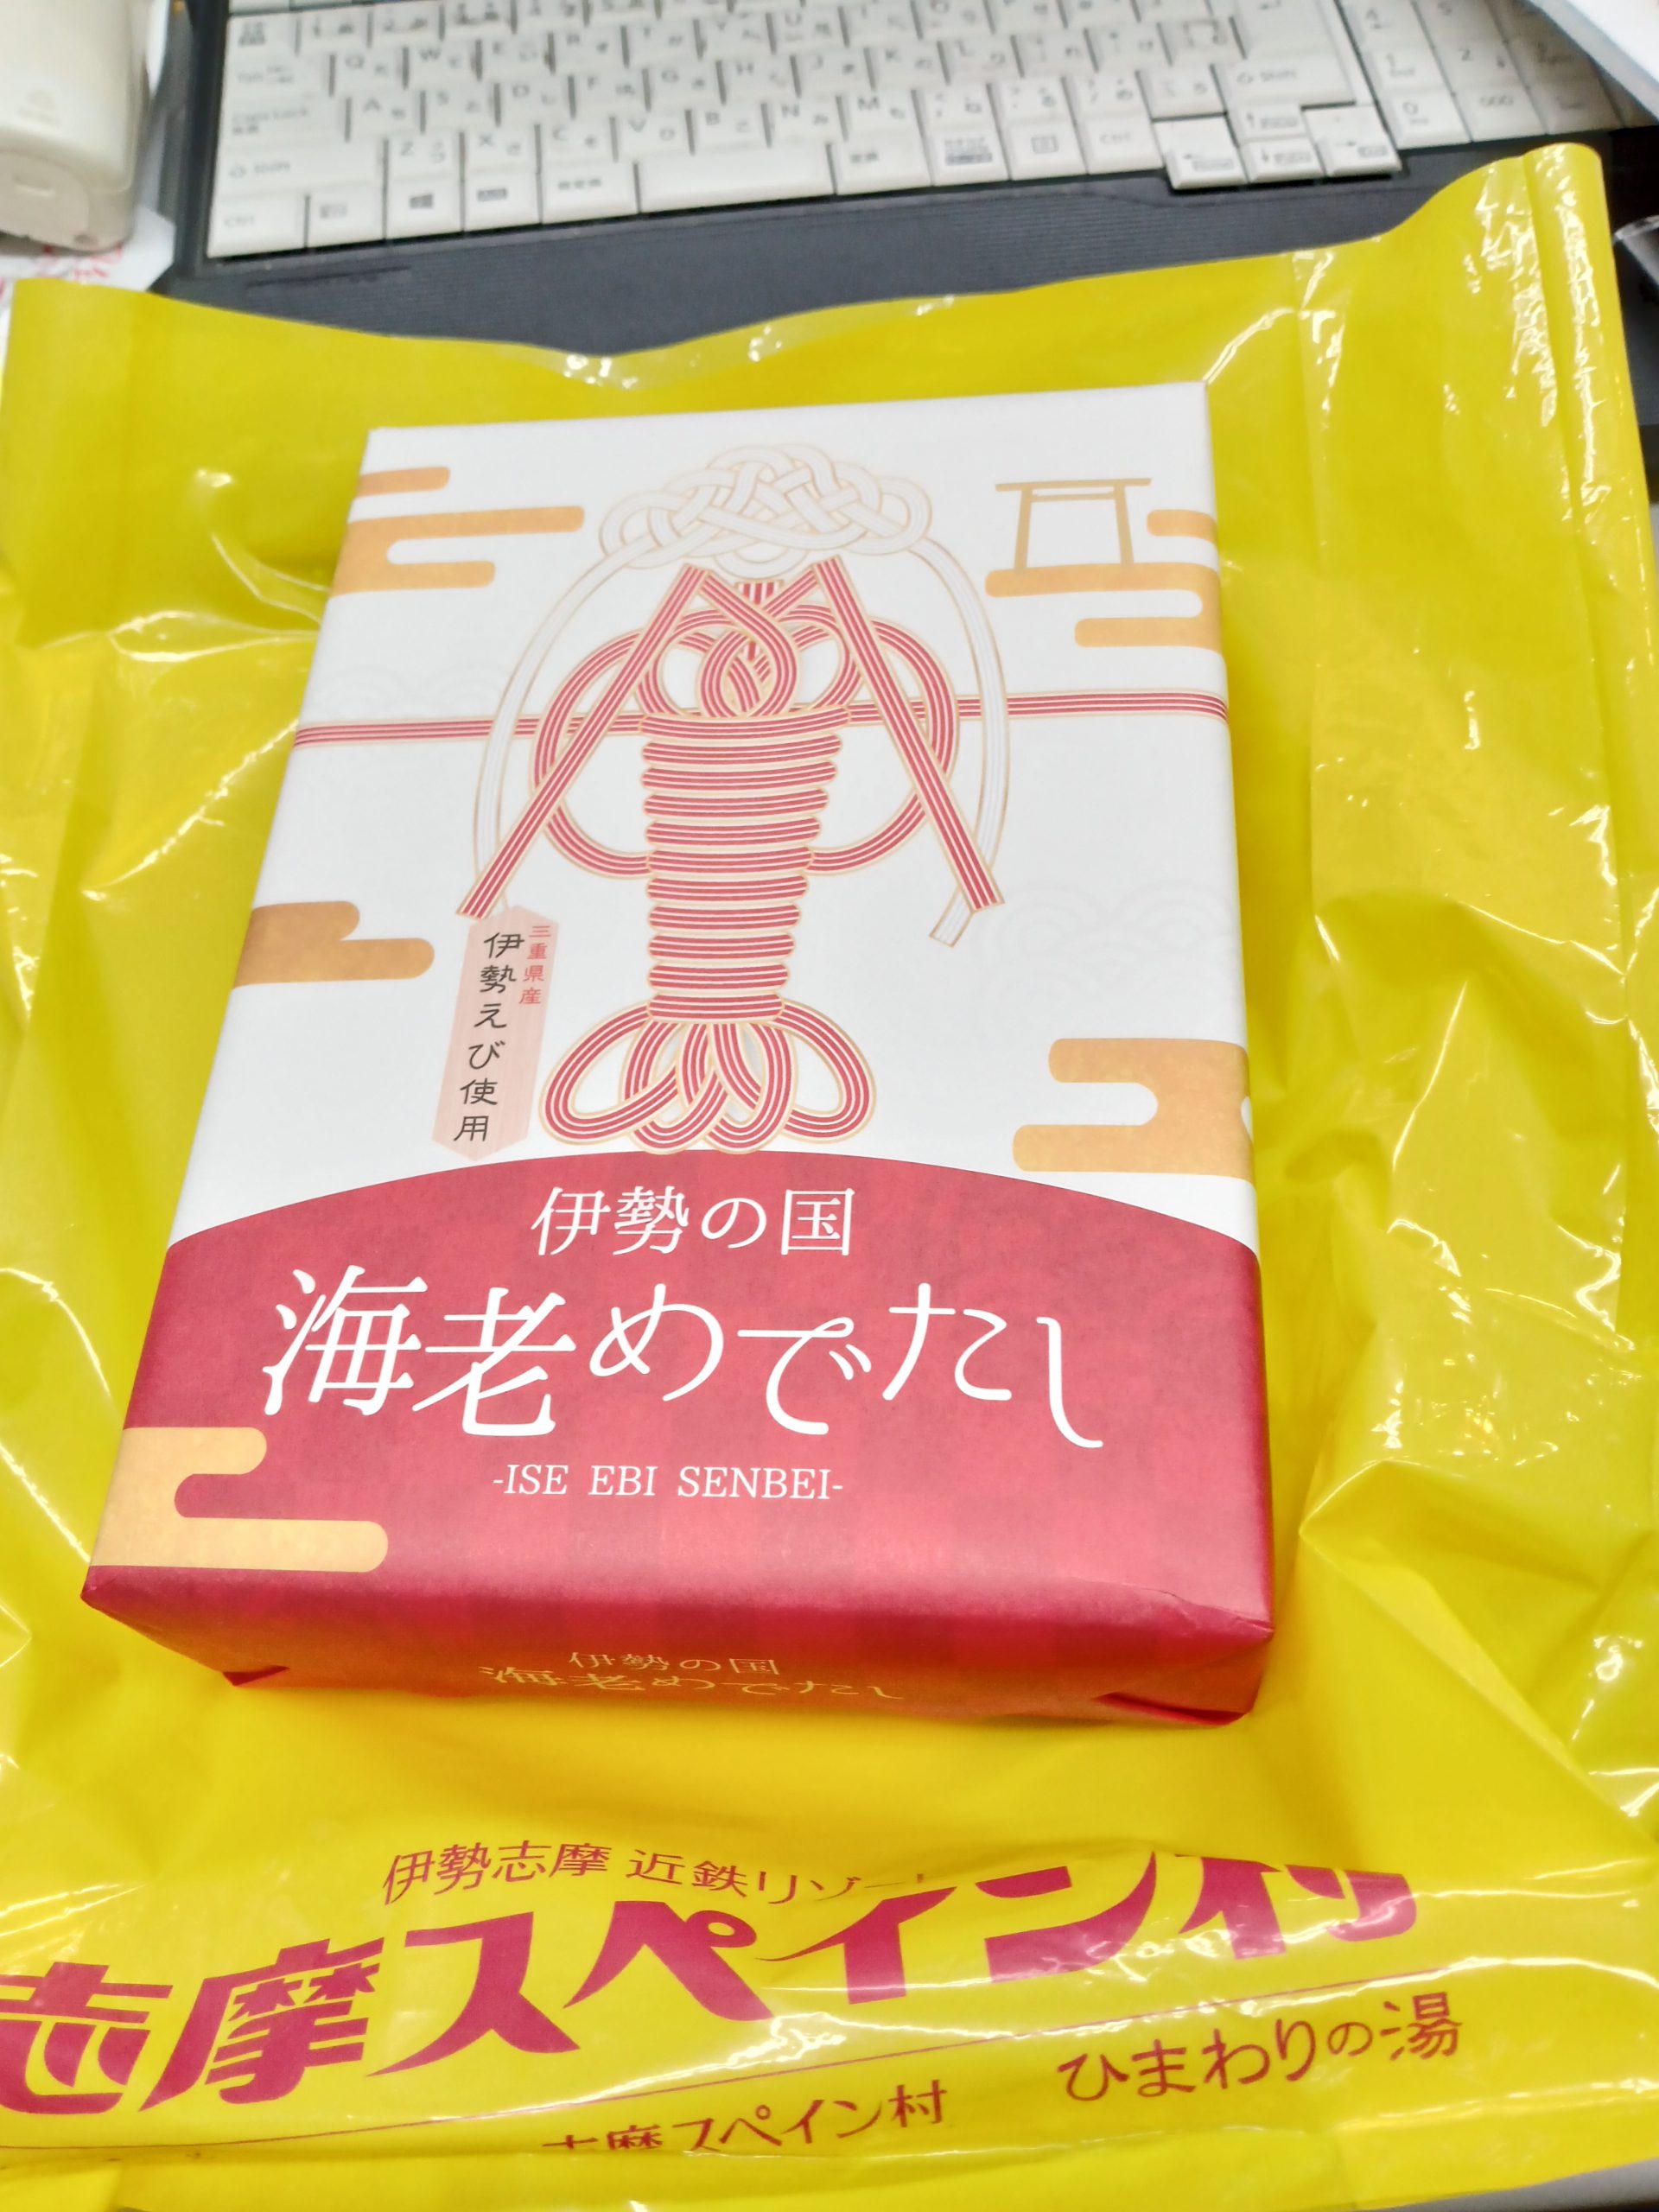 三重県産
伊勢えび使用
伊勢の国
海老めでたし
-ISE EBI SENBEI-
伊勢の国
海老めでたし
伊勢志摩 近鉄リゾート
志摩スペイン村
志摩スペイン村 ひまわりの湯